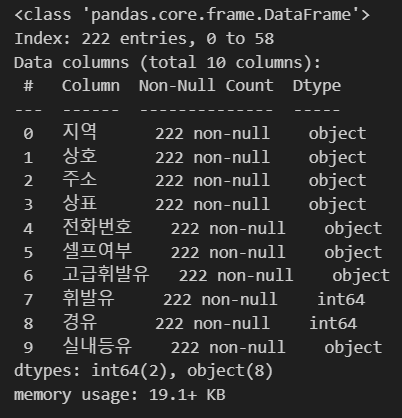 <class 'pandas.core.frame.DataFrame'>
Index: 222 entries, 0 to 58
Data columns (total 10 columns):
 #   Column  Non-Null Count  Dtype
---  ------  --------------  -----
 0   지역      222 non-null    object
 1   상호      222 non-null    object
 2   주소      222 non-null    object
 3   상표      222 non-null    object
 4   전화번호    222 non-null    object
 5   셀프여부    222 non-null    object
 6   고급휘발유   222 non-null    object
 7   휘발유     222 non-null    int64
 8   경유      222 non-null    int64
 9   실내등유    222 non-null    object
dtypes: int64(2), object(8)
memory usage: 19.1+ KB